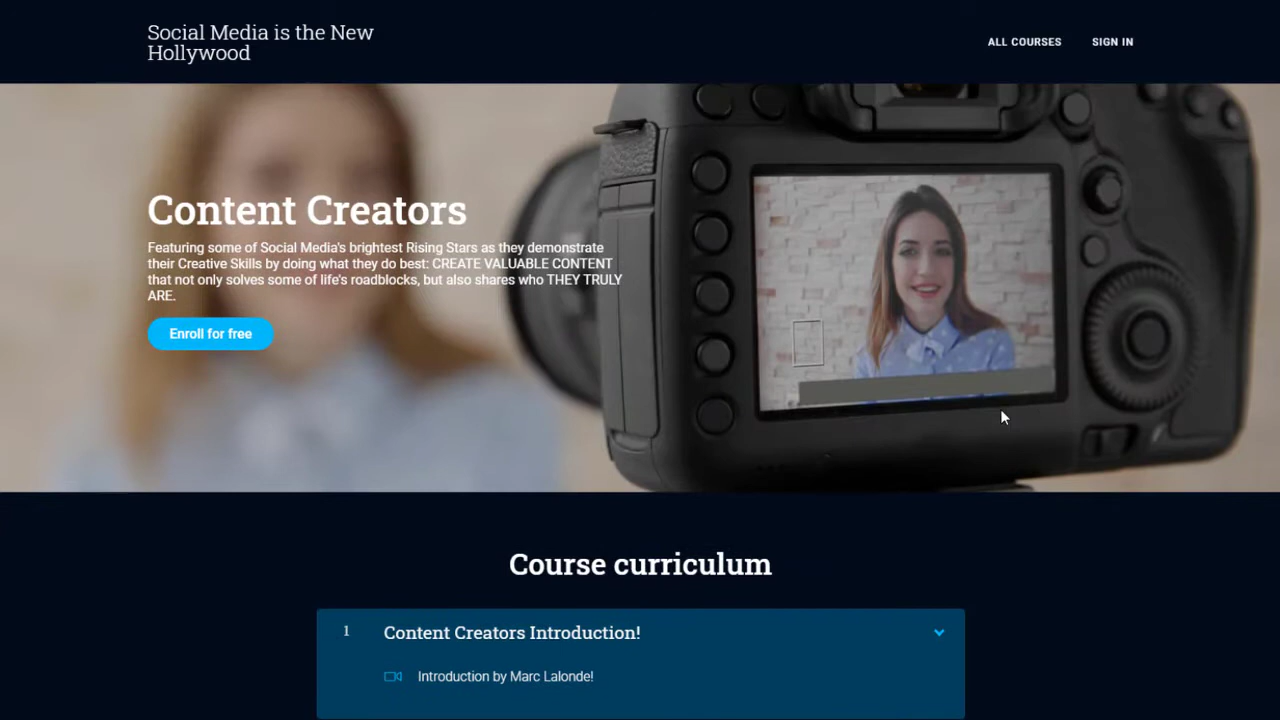 Social Media is the New
Hollywood
ALL COURSES
SIGN IN
Content Creators
Featuring some of Social Media's brightest Rising Stars as they demonstrate
their Creative Skills by doing what they do best: CREATE VALUABLE CONTENT
that not only solves some of life's roadblocks, but also shares who THEY TRULY
ARE.
Enroll for free
Course curriculum
1
Content Creators Introduction!
Introduction by Marc Lalonde!